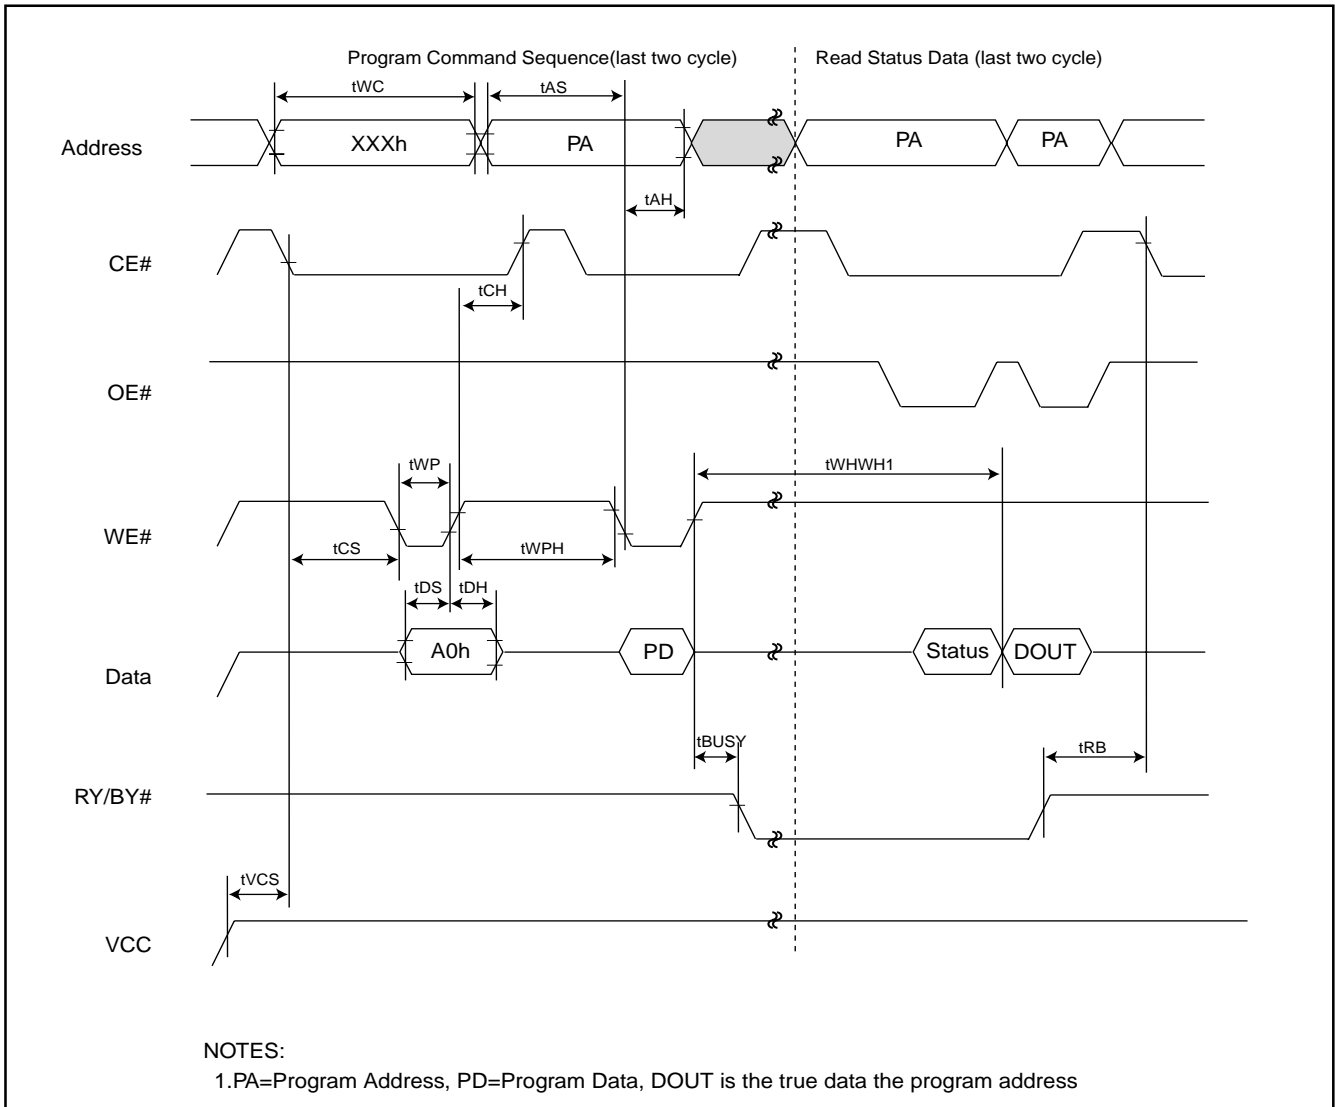 Program Command Sequence(last two cycle)
Read Status Data (last two cycle)
tWC
tAS
Address
XXXh
PA
PA
PA
tAH
CE#
tCH
OE#
tWP
tWHWH1
WE#
tCS
tWPH
tDS
tDH
A0h
PD
Status
DOUT
Data
tBUSY
tRB
RY/BY#
tVCS
VCC
NOTES:
1.PA=Program Address, PD=Program Data, DOUT is the true data the program address